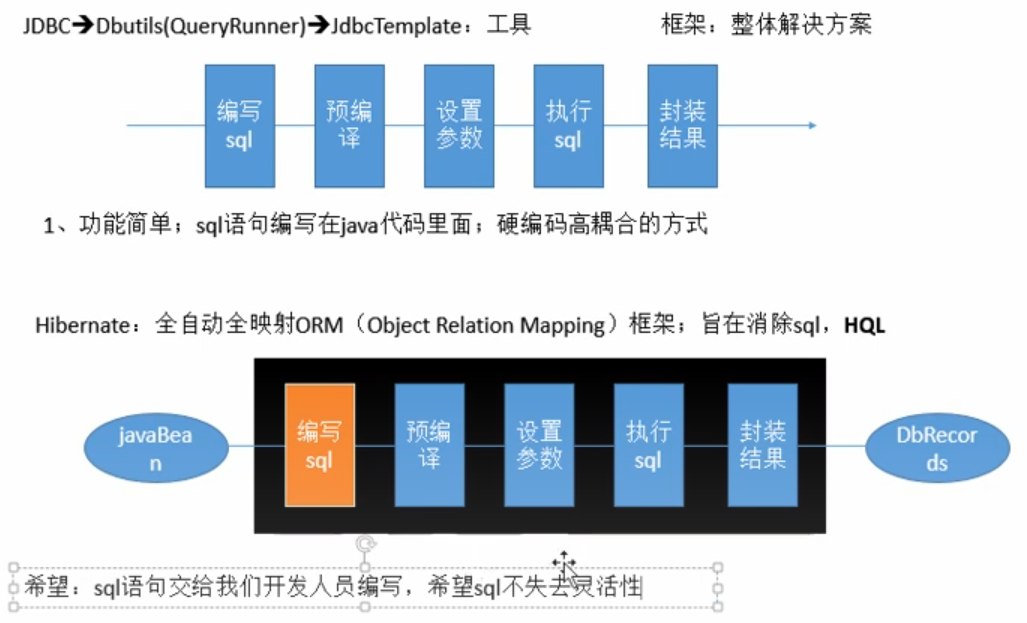 JDBC→Dbutils(QueryRunner)→JdbcTemplate：工具 框架：整体解决方案
编写
sql
预编
译
设置
参数
执行
sql
封装
结果
1、功能简单；sql语句编写在java代码里面；硬编码高耦合的方式
Hibernate：全自动全映射ORM（Object Relation Mapping）框架；旨在消除sql，HQL
javaBea
n
编写
sql
预编
译
设置
参数
执行
sql
封装
结果
DbRecor
ds
希望：sql语句交给我们开发人员编写，希望sql不失去灵活性